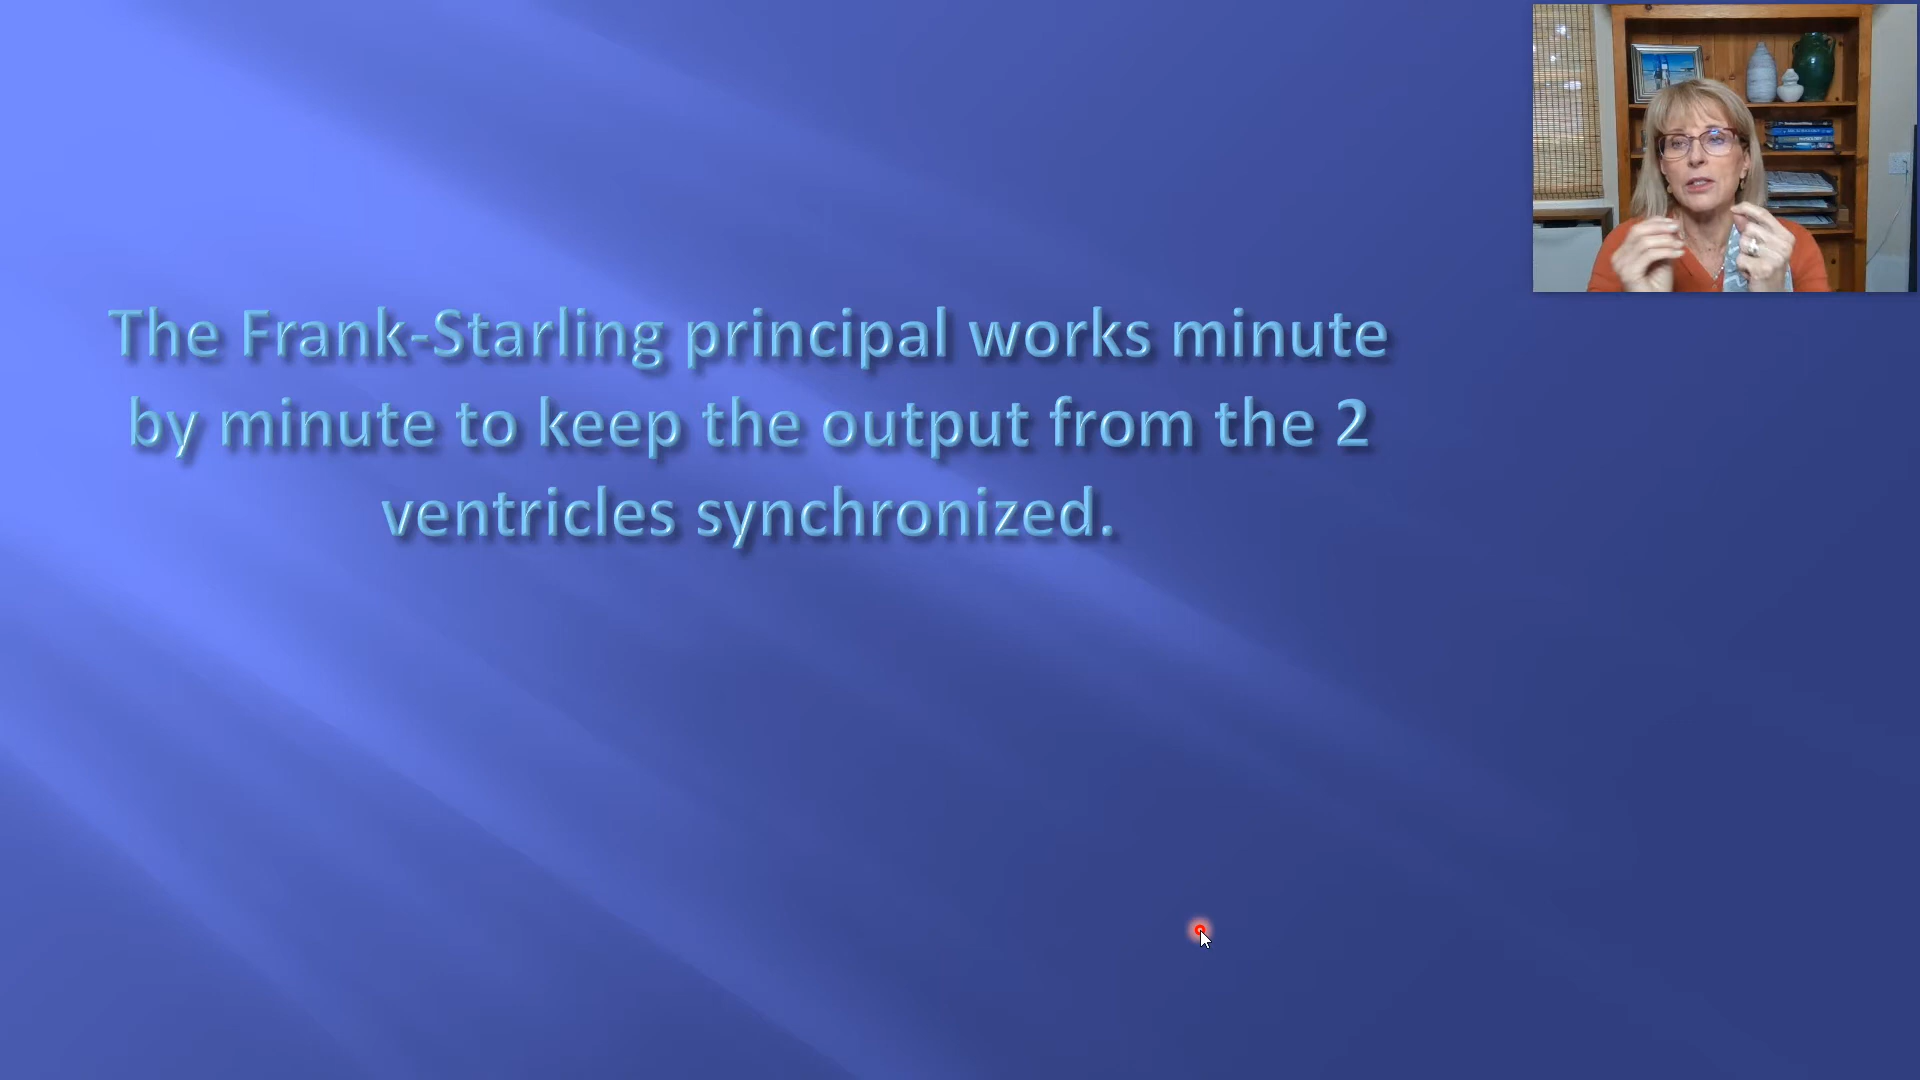 The Frank-Starling principal works minute
by minute to keep the output from the 2
ventricles synchronized.